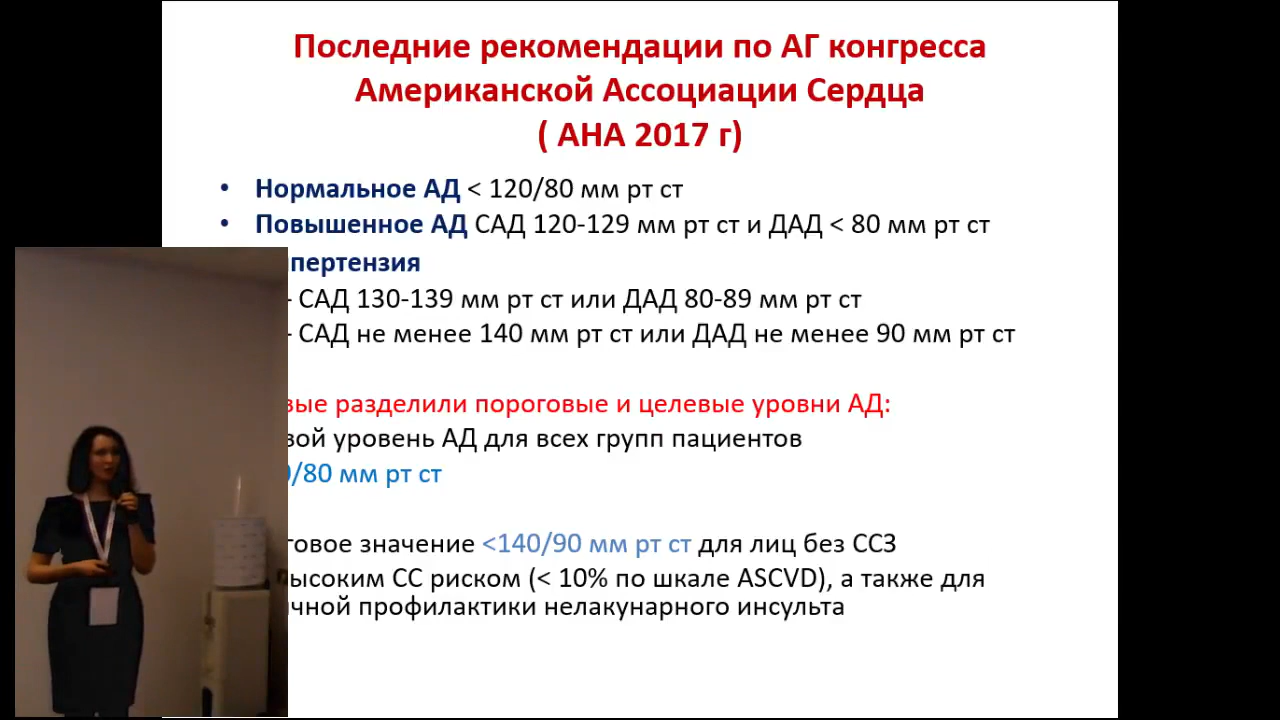 Последние рекомендации по АГ конгресса
Американской Ассоциации Сердца
( АНА 2017 г)
• Нормальное АД < 120/80 мм рт ст
• Повышенное АД САД 120-129 мм рт ст и ДАД < 80 мм рт ст
пертензия
- САД 130-139 мм рт ст или ДАД 80-89 мм рт ст
- САД не менее 140 мм рт ст или ДАД не менее 90 мм рт ст
вые разделили пороговые и целевые уровни АД:
вой уровень АД для всех групп пациентов
/80 мм рт ст
говое значение <140/90 мм рт ст для лиц без ССЗ
ысоким СС риском (< 10% по шкале ASCVD), а также для
чной профилактики нелакунарного инсульта